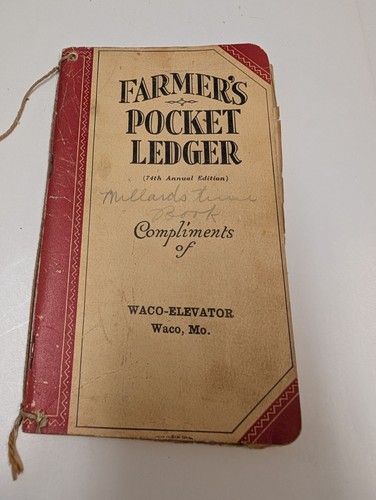 FARMER'S
POCKET
LEDGER
(74th Annual Edition)
Millards time
Book
Compliments
of
WACO-ELEVATOR
Waco, Mo.